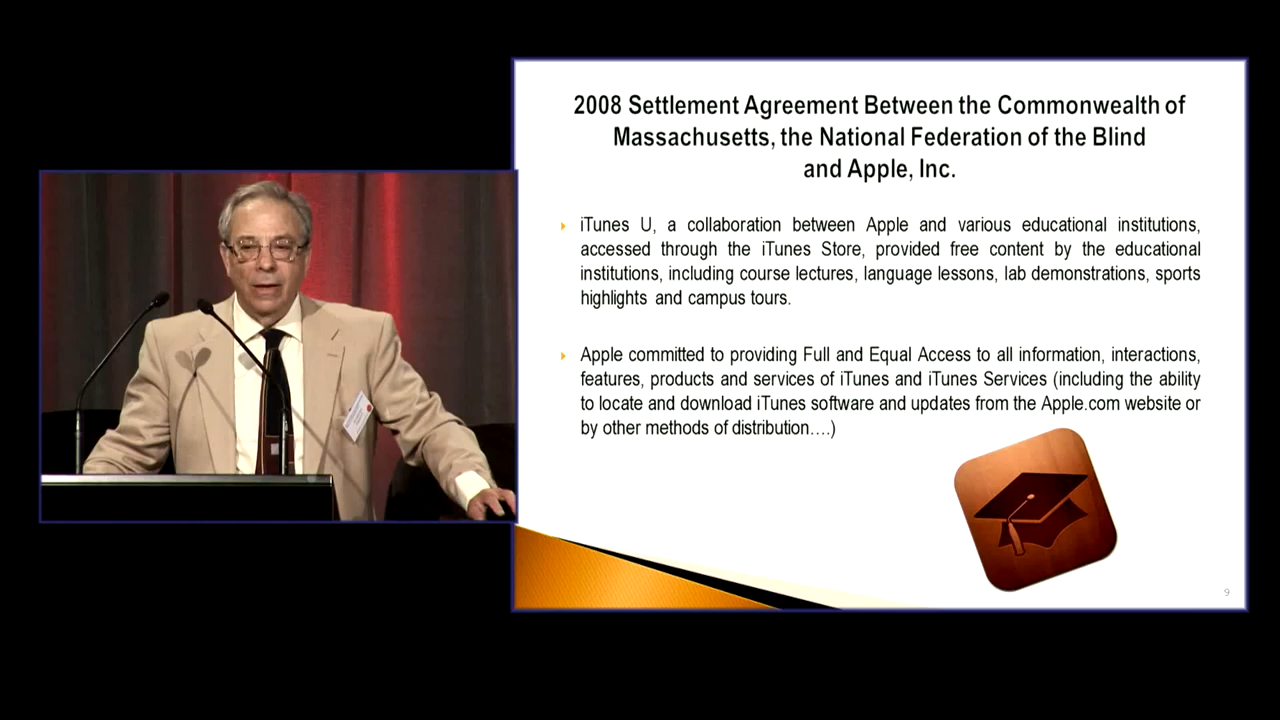 2008 Settlement Agreement Between the Commonwealth of
Massachusetts, the National Federation of the Blind
and Apple, Inc.
iTunes U, a collaboration between Apple and various educational institutions,
accessed through the iTunes Store, provided free content by the educational
institutions, including course lectures, language lessons, lab demonstrations, sports
highlights and campus tours.
Apple committed to providing Full and Equal Access to all information, interactions,
features, products and services of iTunes and iTunes Services (including the ability
to locate and download iTunes software and updates from the Apple.com website or
by other methods of distribution….)
9